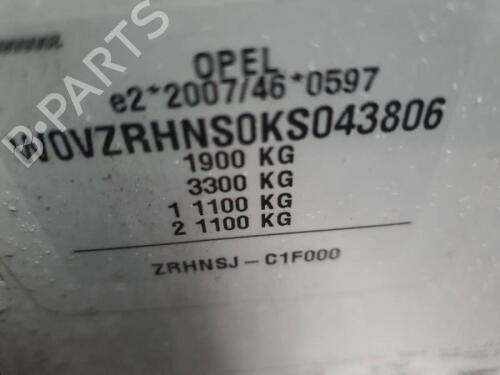 OPEL
e2*2007/46*0597
W0VZRHNS0KS043806
1900 KG
3300 KG
1 1100 KG
2 1100 KG
ZRHNSJ-C1F000
B-PARTS